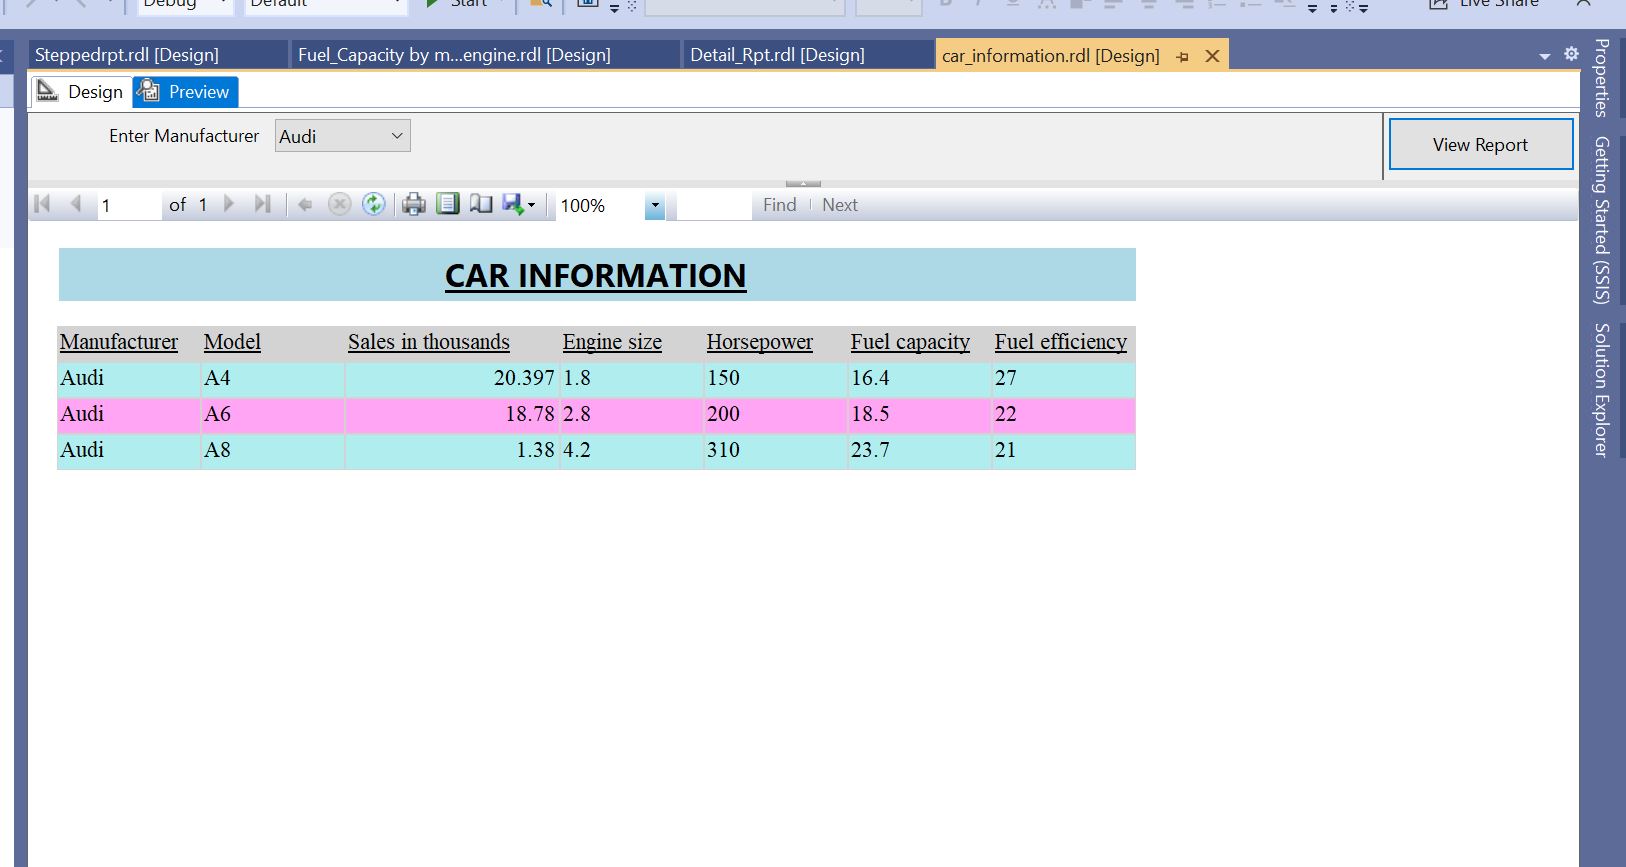 Debug Default Start Live Share
Steppedrpt.rdl [Design] Fuel_Capacity by m...engine.rdl [Design] Detail_Rpt.rdl [Design] car_information.rdl [Design]
Design Preview
Enter Manufacturer Audi View Report
1 of 1 100% Find Next
CAR INFORMATION
Manufacturer Model Sales in thousands Engine size Horsepower Fuel capacity Fuel efficiency
Audi A4 20.397 1.8 150 16.4 27
Audi A6 18.78 2.8 200 18.5 22
Audi A8 1.38 4.2 310 23.7 21
Properties
Getting Started (SSIS)
Solution Explorer